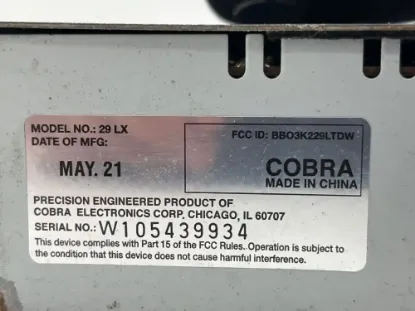 MODEL NO.: 29 LX
DATE OF MFG:
MAY. 21
FCC ID: BBO3K229LTDW
COBRA
MADE IN CHINA
PRECISION ENGINEERED PRODUCT OF
COBRA ELECTRONICS CORP, CHICAGO, IL 60707
SERIAL NO.: W105439934
This device complies with Part 15 of the FCC Rules. Operation is subject to
the condition that this device does not cause harmful interference.